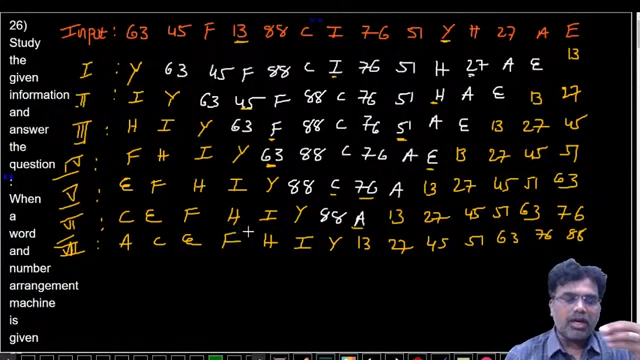 26)
Study
the
given
information
and
answer
the
question
:
When
a
word
and
number
arrangement
machine
is
given
Input: 63 45 F 13 88 C I 76 51 Y H 27 A E
I : Y 63 45 F 88 C I 76 51 H 27 A E 13
II : I Y 63 45 F 88 C 76 51 H A E 13 27
III : H I Y 63 F 88 C 76 51 A E 13 27 45
IV : F H I Y 63 88 C 76 A E 13 27 45 51
V : E F H I Y 88 C 76 A 13 27 45 51 63
VI : C E F H I Y 88 A 13 27 45 51 63 76
VII : A C E F H I Y 13 27 45 51 63 76 88